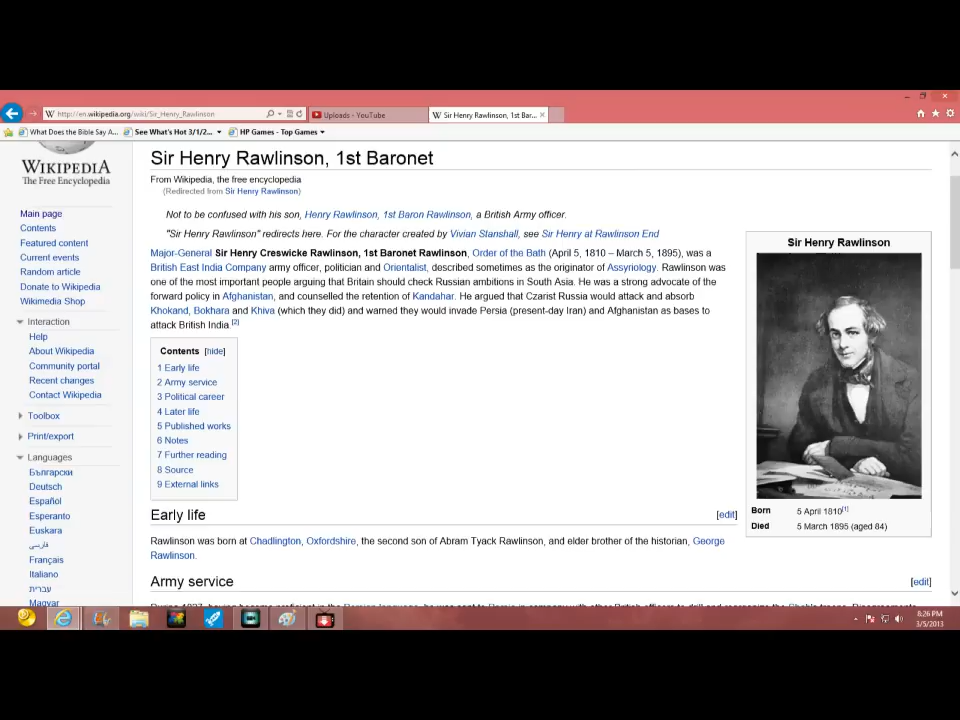 http://en.wikipedia.org/wiki/Sir_Henry_Rawlinson
Uploads - YouTube
Sir Henry Rawlinson, 1st Bar...
What Does the Bible Say A...
See What's Hot 3/1/2...
HP Games - Top Games
WIKIPEDIA
The Free Encyclopedia
Main page
Contents
Featured content
Current events
Random article
Donate to Wikipedia
Wikimedia Shop
Interaction
Help
About Wikipedia
Community portal
Recent changes
Contact Wikipedia
Toolbox
Print/export
Languages
Български
Deutsch
Español
Esperanto
Euskara
فارسی
Français
Italiano
עברית
Magyar
Sir Henry Rawlinson, 1st Baronet
From Wikipedia, the free encyclopedia
(Redirected from Sir Henry Rawlinson)
Not to be confused with his son, Henry Rawlinson, 1st Baron Rawlinson, a British Army officer.
"Sir Henry Rawlinson" redirects here. For the character created by Vivian Stanshall, see Sir Henry at Rawlinson End
Major-General Sir Henry Creswicke Rawlinson, 1st Baronet Rawlinson, Order of the Bath (April 5, 1810 – March 5, 1895), was a
British East India Company army officer, politician and Orientalist, described sometimes as the originator of Assyriology. Rawlinson was
one of the most important people arguing that Britain should check Russian ambitions in South Asia. He was a strong advocate of the
forward policy in Afghanistan, and counselled the retention of Kandahar. He argued that Czarist Russia would attack and absorb
Khokand, Bokhara and Khiva (which they did) and warned they would invade Persia (present-day Iran) and Afghanistan as bases to
attack British India.[2]
Contents [hide]
1 Early life
2 Army service
3 Political career
4 Later life
5 Published works
6 Notes
7 Further reading
8 Source
9 External links
Sir Henry Rawlinson
Born 5 April 1810[1]
Died 5 March 1895 (aged 84)
Early life [edit]
Rawlinson was born at Chadlington, Oxfordshire, the second son of Abram Tyack Rawlinson, and elder brother of the historian, George
Rawlinson.
Army service [edit]
8:26 PM
3/5/2013